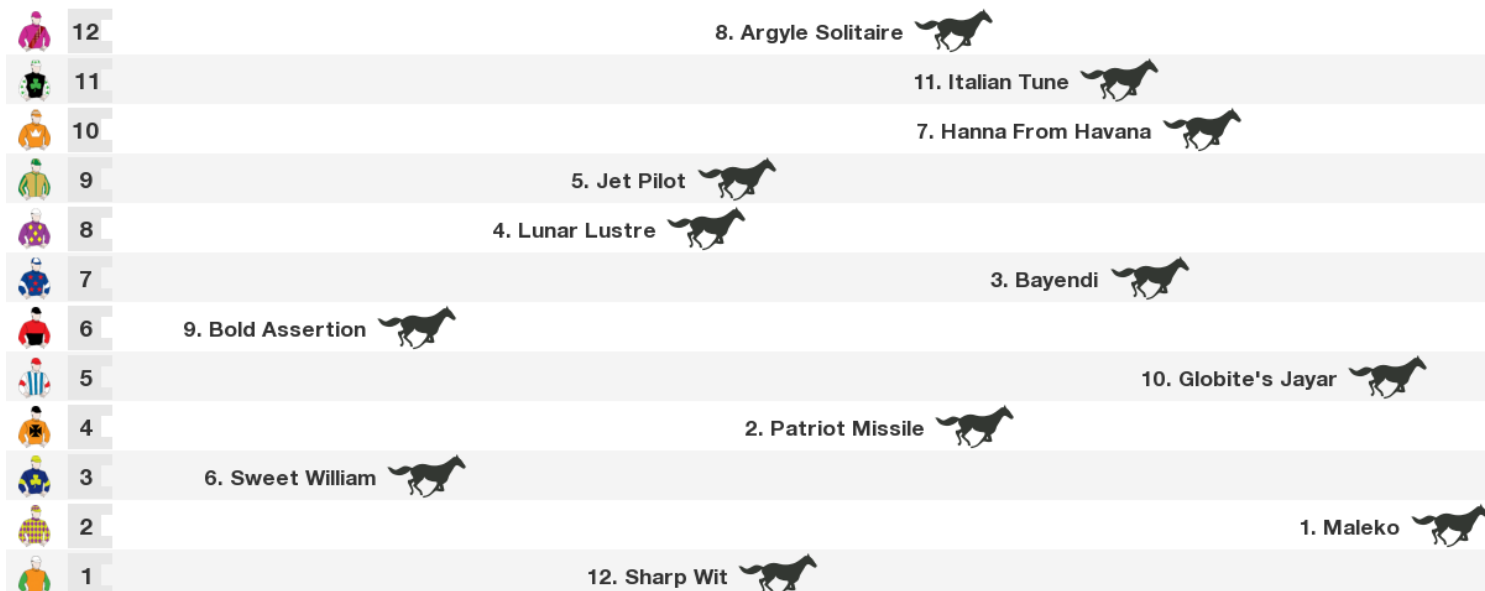 12 8. Argyle Solitaire
11 11. Italian Tune
10 7. Hanna From Havana
9 5. Jet Pilot
8 4. Lunar Lustre
7 3. Bayendi
6 9. Bold Assertion
5 10. Globite's Jayar
4 2. Patriot Missile
3 6. Sweet William
2 1. Maleko
1 12. Sharp Wit